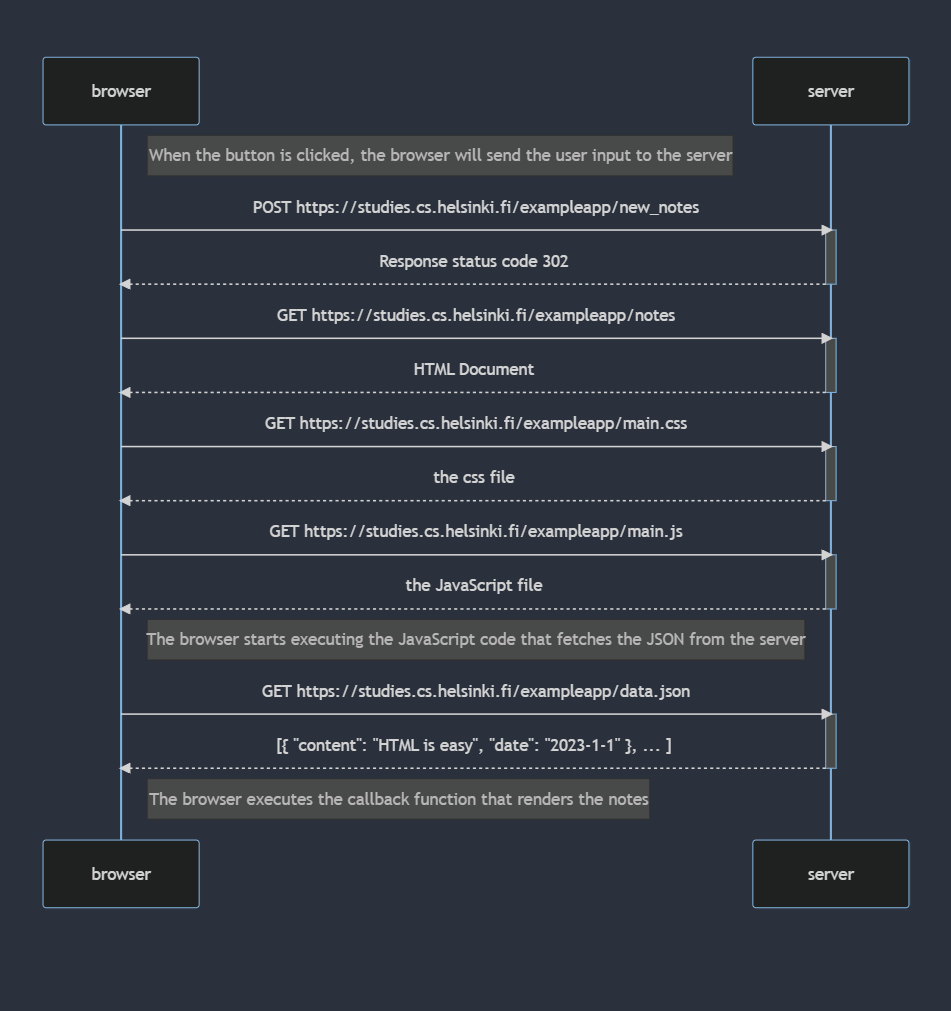 browser
server
When the button is clicked, the browser will send the user input to the server
POST https://studies.cs.helsinki.fi/exampleapp/new_notes
Response status code 302
GET https://studies.cs.helsinki.fi/exampleapp/notes
HTML Document
GET https://studies.cs.helsinki.fi/exampleapp/main.css
the css file
GET https://studies.cs.helsinki.fi/exampleapp/main.js
the JavaScript file
The browser starts executing the JavaScript code that fetches the JSON from the server
GET https://studies.cs.helsinki.fi/exampleapp/data.json
[{ "content": "HTML is easy", "date": "2023-1-1" }, ... ]
The browser executes the callback function that renders the notes
browser
server